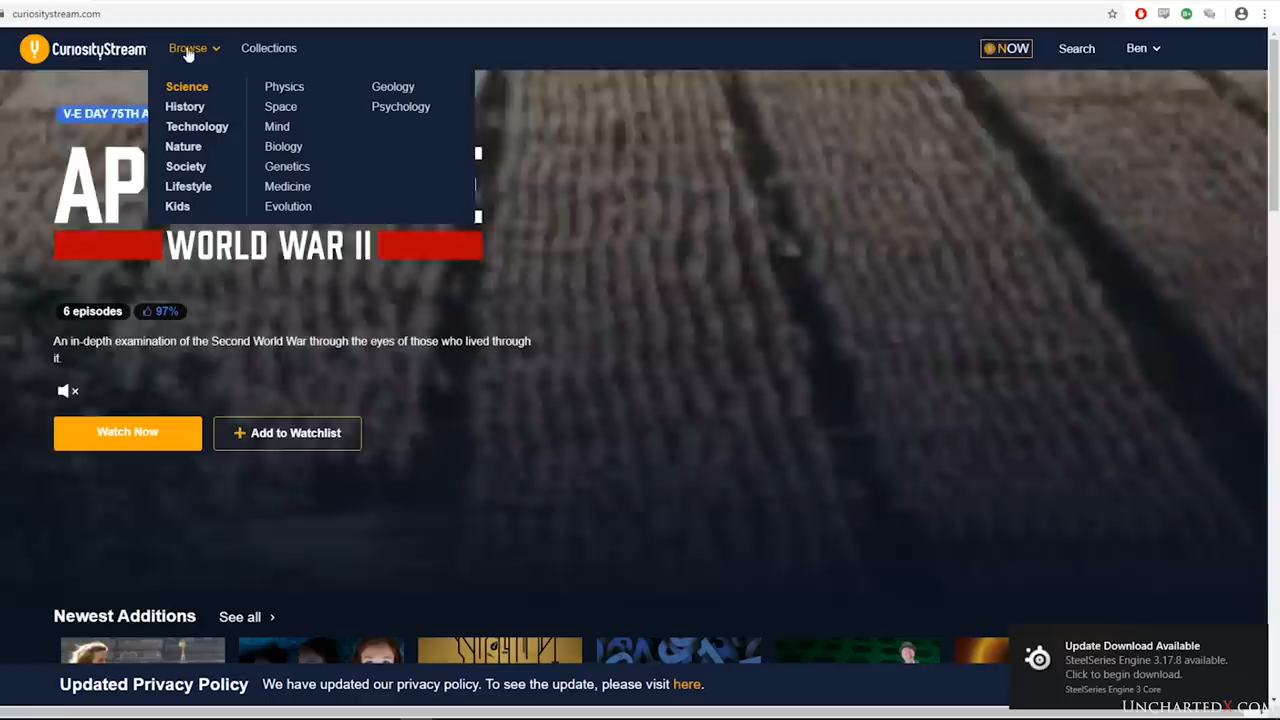 curiositystream.com
CURIOSITYSTREAM Browse Collections NOW Search Ben
Science Physics Geology
History Space Psychology
Technology Mind
Nature Biology
Society Genetics
Lifestyle Medicine
Kids Evolution
V-E DAY 75TH A
AP
WORLD WAR II
6 episodes 97%
An in-depth examination of the Second World War through the eyes of those who lived through
it.
Watch Now + Add to Watchlist
Newest Additions See all >
Updated Privacy Policy We have updated our privacy policy. To see the update, please visit here.
Update Download Available
SteelSeries Engine 3.17.8 available.
Click to begin download.
SteelSeries Engine 3 Core
UNCHARTEDX.COM